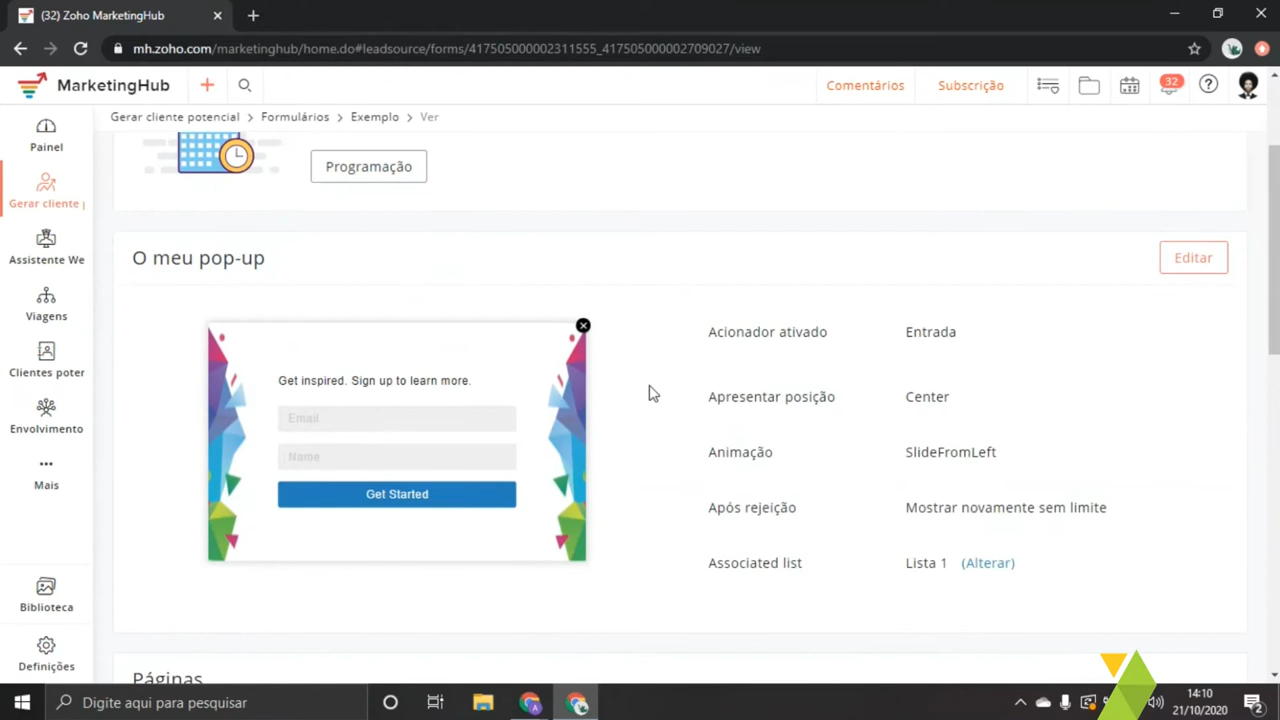 (32) Zoho MarketingHub
mh.zoho.com/marketinghub/home.do#leadsource/forms/417505000002311555_417505000002709027/view
MarketingHub
Comentários
Subscrição
32
Gerar cliente potencial > Formulários > Exemplo > Ver
Painel
Gerar cliente p
Assistente We
Viagens
Clientes poter
Envolvimento
Mais
Biblioteca
Definições
Programação
O meu pop-up
Editar
Get inspired. Sign up to learn more.
Email
Name
Get Started
Acionador ativado Entrada
Apresentar posição Center
Animação SlideFromLeft
Após rejeição Mostrar novamente sem limite
Associated list Lista 1 (Alterar)
Páginas
Digite aqui para pesquisar
14:10
21/10/2020
2